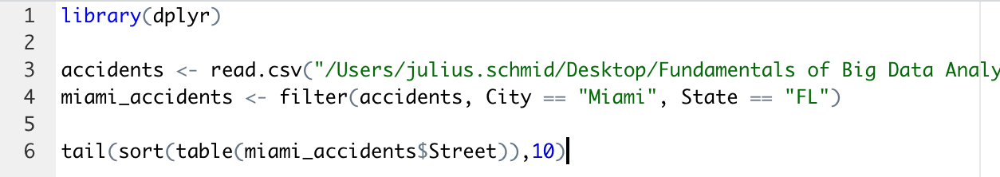 1 library(dplyr)
2
3 accidents <- read.csv("/Users/julius.schmid/Desktop/Fundamentals of Big Data Analy
4 miami_accidents <- filter(accidents, City == "Miami", State == "FL")
5
6 tail(sort(table(miami_accidents$Street)),10)